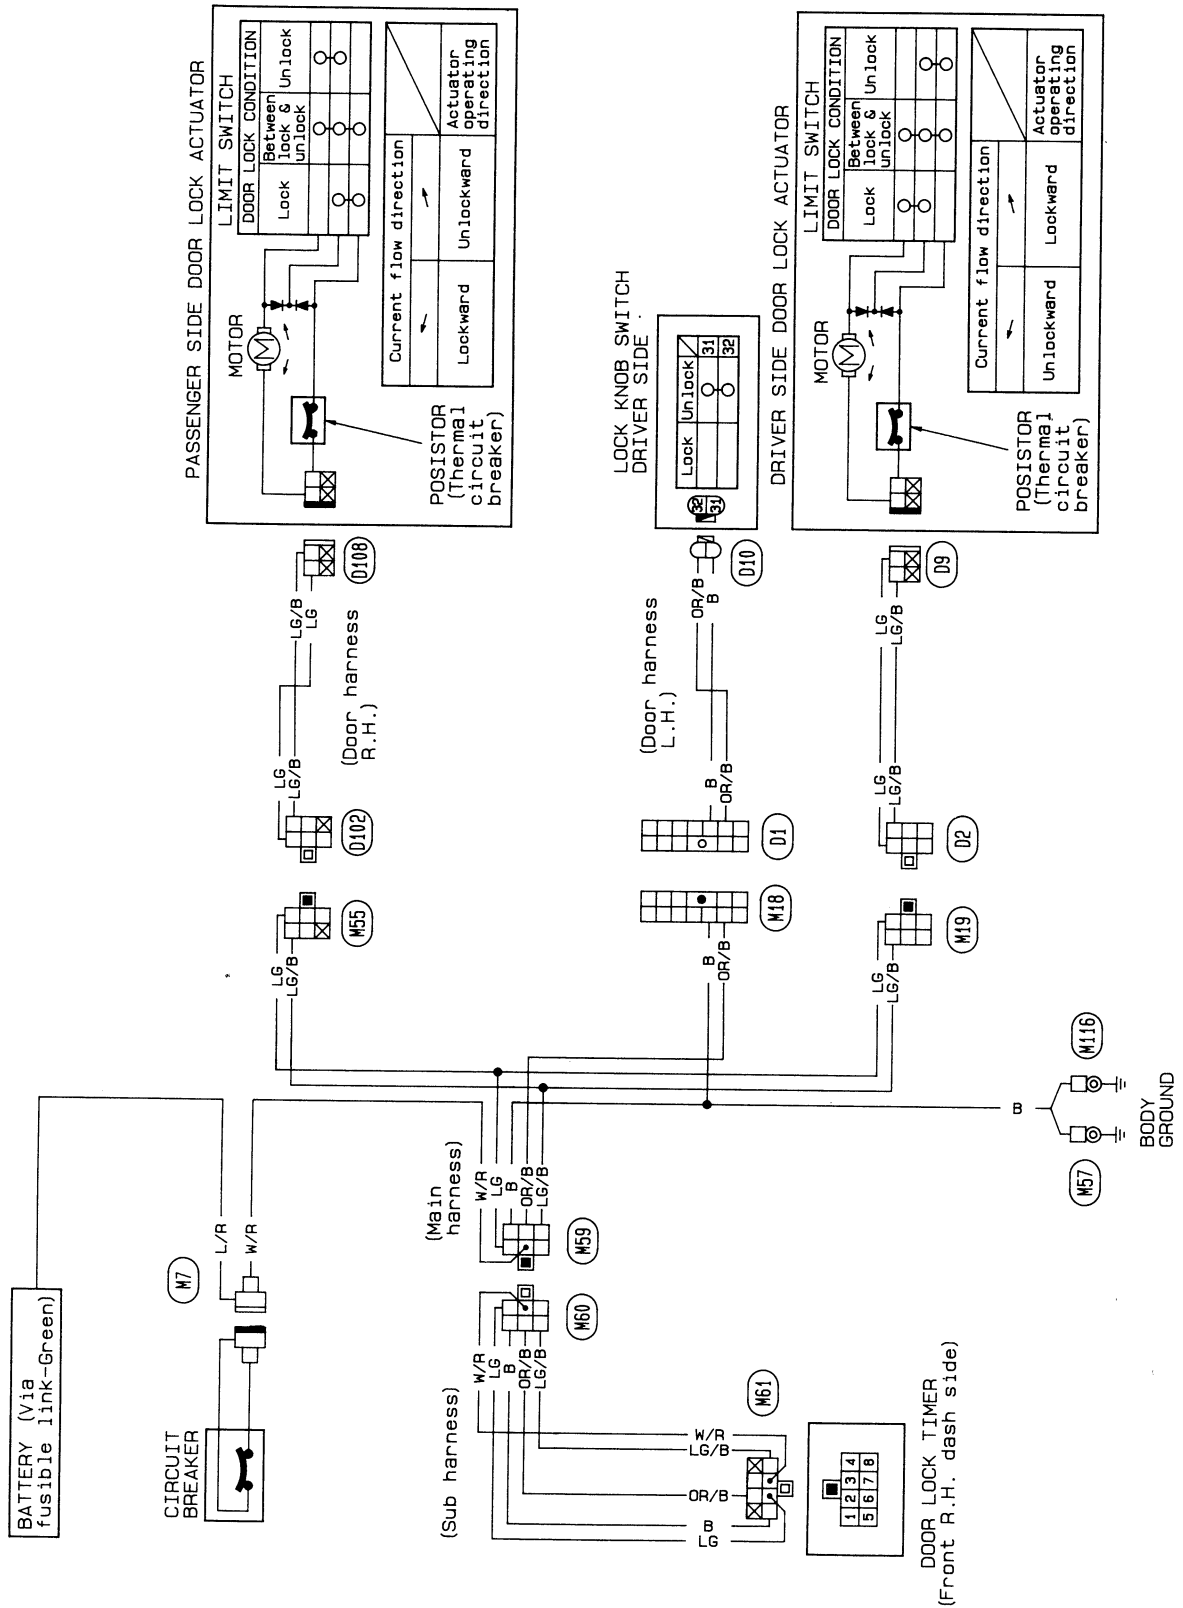 BATTERY (Via
fusible link-Green)
CIRCUIT
BREAKER
M7
L/R
W/R
(Main
harness)
W/R
LG
B
OR/B
LG/B
M59
M60
W/R
LG
B
OR/B
LG/B
(Sub harness)
M61
W/R
LG/B
OR/B
B
LG
1 2 3 4
5 6 7 8
DOOR LOCK TIMER
(Front R.H. dash side)
B
M57
M116
BODY
GROUND
LG
LG/B
M55
LG
LG/B
D102
(Door harness
R.H.)
LG/B
LG
D108
B
OR/B
M18
B
OR/B
D1
(Door harness
L.H.)
OR/B
B
D10
LG
LG/B
M19
LG
LG/B
D2
LG
LG/B
D9
PASSENGER SIDE DOOR LOCK ACTUATOR
LIMIT SWITCH
DOOR LOCK CONDITION
Lock
Between
lock &
unlock
Unlock
MOTOR
M
POSISTOR
(Thermal
circuit
breaker)
Current flow direction
Lockward
Unlockward
Actuator
operating
direction
LOCK KNOB SWITCH
DRIVER SIDE
Lock
Unlock
31
32
32
31
DRIVER SIDE DOOR LOCK ACTUATOR
LIMIT SWITCH
DOOR LOCK CONDITION
Lock
Between
lock &
unlock
Unlock
MOTOR
M
POSISTOR
(Thermal
circuit
breaker)
Current flow direction
Unlockward
Lockward
Actuator
operating
direction